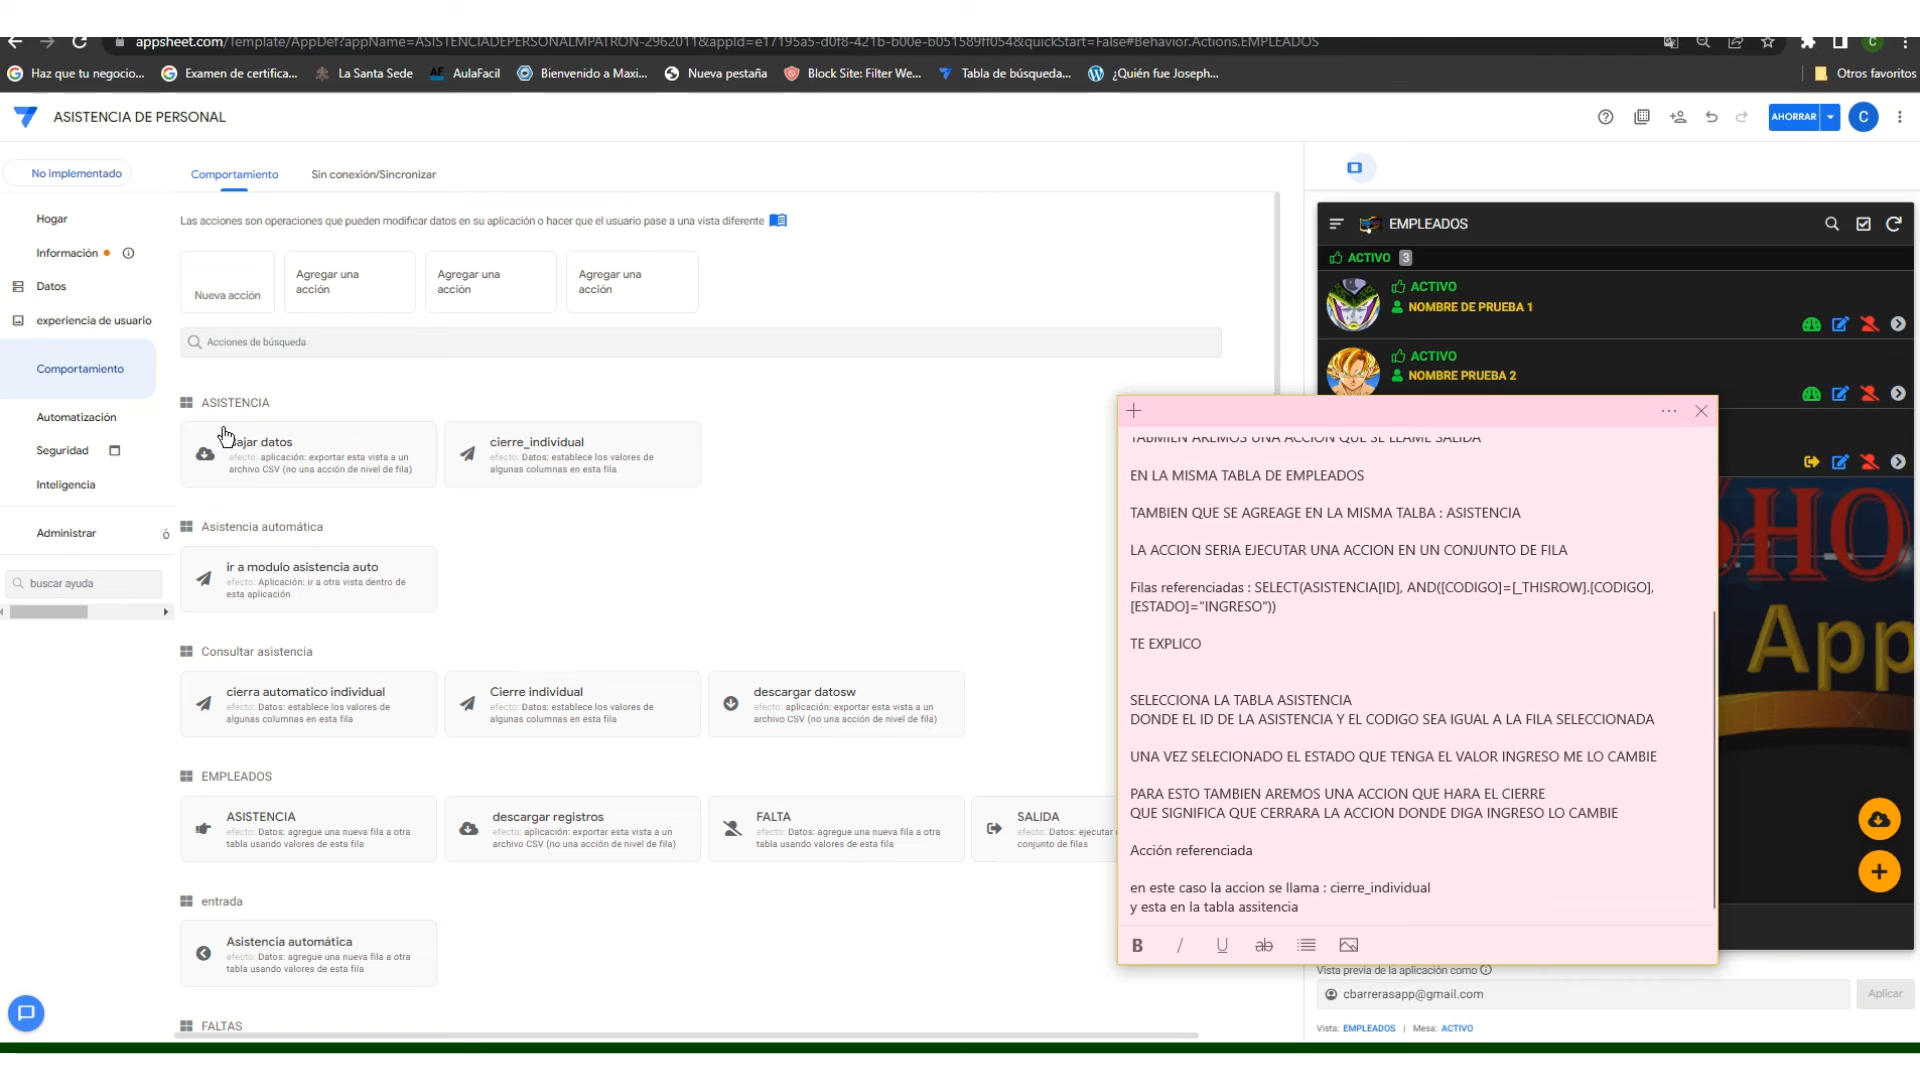 appsheet.com/Template/AppDef?appName=ASISTENCIADEPERSONALMPATRON-2962011&appId=e17195a5-d0f8-421b-b00e-b051589ff054&quickStart=False#Behavior.Actions.EMPLEADOS
Haz que tu negocio...
Examen de certifica...
La Santa Sede
AulaFacil
Bienvenido a Maxi...
Nueva pestaña
Block Site: Filter We...
Tabla de búsqueda...
¿Quién fue Joseph...
Otros favoritos
ASISTENCIA DE PERSONAL
AHORRAR
C
No implementado
Comportamiento
Sin conexión/Sincronizar
Hogar
Información
Datos
experiencia de usuario
Comportamiento
Automatización
Seguridad
Inteligencia
Administrar
ó
buscar ayuda
Las acciones son operaciones que pueden modificar datos en su aplicación o hacer que el usuario pase a una vista diferente
Nueva acción
Agregar una
acción
Agregar una
acción
Agregar una
acción
Acciones de búsqueda
ASISTENCIA
ajar datos
efecto: aplicación: exportar esta vista a un
archivo CSV (no una acción de nivel de fila)
cierre_individual
efecto: Datos: establece los valores de
algunas columnas en esta fila
Asistencia automática
ir a modulo asistencia auto
efecto: Aplicación: ir a otra vista dentro de
esta aplicación
Consultar asistencia
cierra automatico individual
efecto: Datos: establece los valores de
algunas columnas en esta fila
Cierre individual
efecto: Datos: establece los valores de
algunas columnas en esta fila
descargar datosw
efecto: aplicación: exportar esta vista a un
archivo CSV (no una acción de nivel de fila)
EMPLEADOS
ASISTENCIA
efecto: Datos: agregue una nueva fila a otra
tabla usando valores de esta fila
descargar registros
efecto: aplicación: exportar esta vista a un
archivo CSV (no una acción de nivel de fila)
FALTA
efecto: Datos: agregue una nueva fila a otra
tabla usando valores de esta fila
SALIDA
efecto: Datos: ejecutar
conjunto de filas
entrada
Asistencia automática
efecto: Datos: agregue una nueva fila a otra
tabla usando valores de esta fila
FALTAS
EMPLEADOS
ACTIVO 3
ACTIVO
NOMBRE DE PRUEBA 1
ACTIVO
NOMBRE PRUEBA 2
TABMIEN AREMOS UNA ACCION QUE SE LLAME SALIDA
EN LA MISMA TABLA DE EMPLEADOS
TAMBIEN QUE SE AGREAGE EN LA MISMA TALBA : ASISTENCIA
LA ACCION SERIA EJECUTAR UNA ACCION EN UN CONJUNTO DE FILA
Filas referenciadas : SELECT(ASISTENCIA[ID], AND([CODIGO]=[_THISROW].[CODIGO],
[ESTADO]="INGRESO"))
TE EXPLICO
SELECCIONA LA TABLA ASISTENCIA
DONDE EL ID DE LA ASISTENCIA Y EL CODIGO SEA IGUAL A LA FILA SELECCIONADA
UNA VEZ SELECIONADO EL ESTADO QUE TENGA EL VALOR INGRESO ME LO CAMBIE
PARA ESTO TAMBIEN AREMOS UNA ACCION QUE HARA EL CIERRE
QUE SIGNIFICA QUE CERRARA LA ACCION DONDE DIGA INGRESO LO CAMBIE
Acción referenciada
en este caso la accion se llama : cierre_individual
y esta en la tabla assitencia
B / U ab
HO
App
Vista previa de la aplicación como
cbarrerasapp@gmail.com
Aplicar
Vista: EMPLEADOS | Mesa: ACTIVO